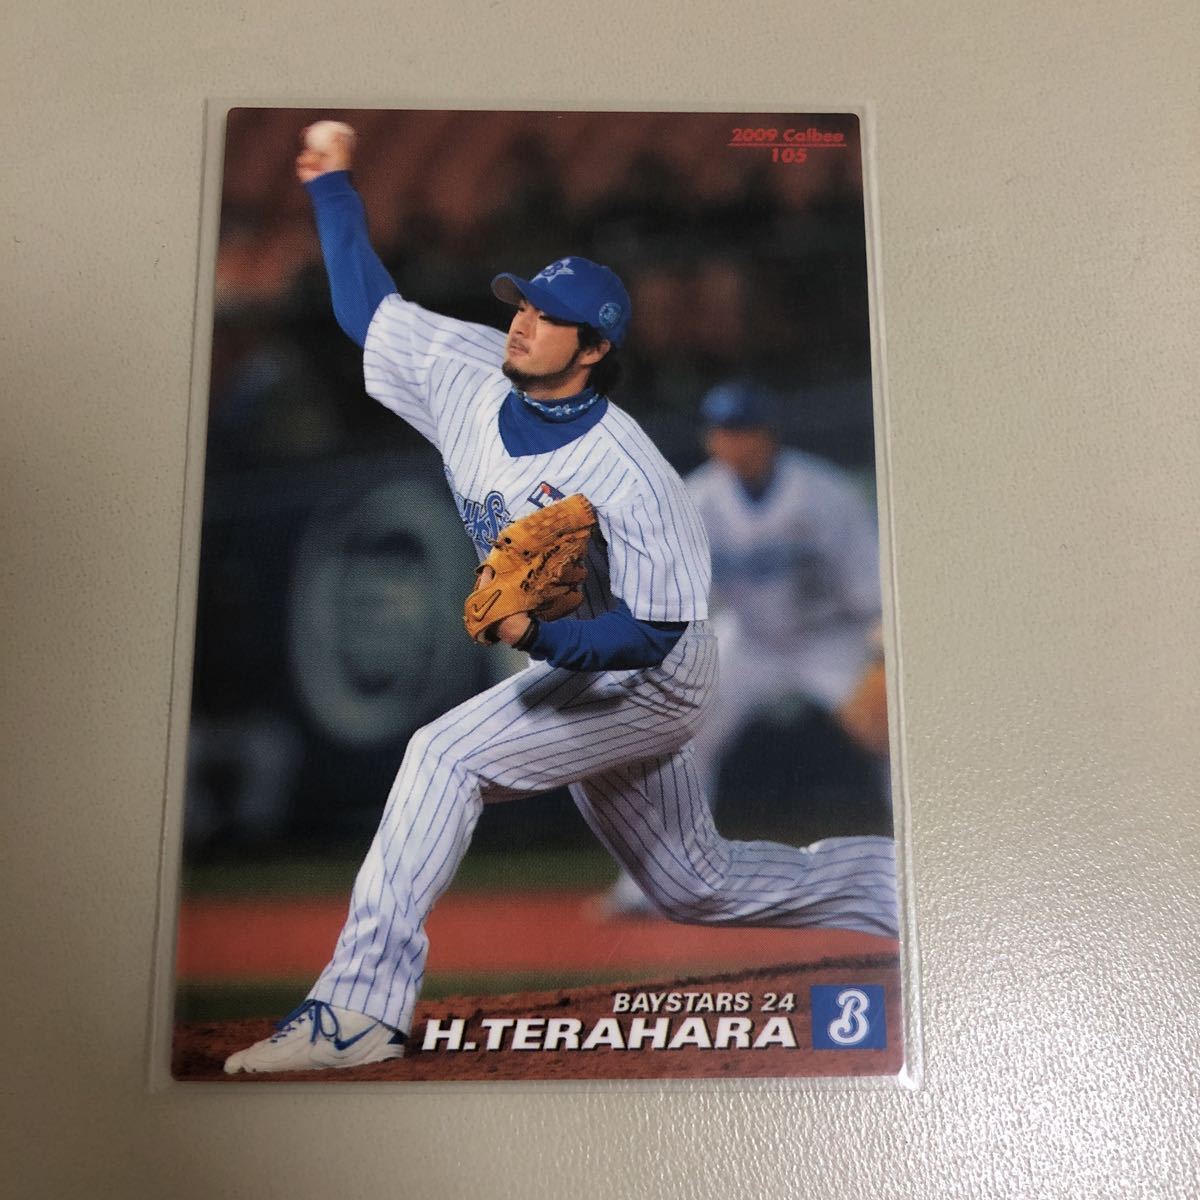 2009 Calbee
105
BAYSTARS 24
H.TERAHARA
B